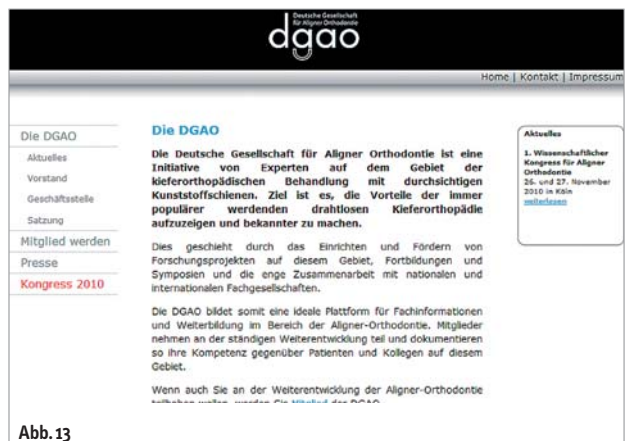 Deutsche Gesellschaft
für Aligner Orthodontie
dgao
Home | Kontakt | Impressum
Die DGAO
Aktuelles
Vorstand
Geschäftsstelle
Satzung
Mitglied werden
Presse
Kongress 2010
Die DGAO
Die Deutsche Gesellschaft für Aligner Orthodontie ist eine
Initiative von Experten auf dem Gebiet der
kieferorthopädischen Behandlung mit durchsichtigen
Kunststoffschienen. Ziel ist es, die Vorteile der immer
populärer werdenden drahtlosen Kieferorthopädie
aufzuzeigen und bekannter zu machen.
Dies geschieht durch das Einrichten und Fördern von
Forschungsprojekten auf diesem Gebiet, Fortbildungen und
Symposien und die enge Zusammenarbeit mit nationalen und
internationalen Fachgesellschaften.
Die DGAO bildet somit eine ideale Plattform für Fachinformationen
und Weiterbildung im Bereich der Aligner-Orthodontie. Mitglieder
nehmen an der ständigen Weiterentwicklung teil und dokumentieren
so ihre Kompetenz gegenüber Patienten und Kollegen auf diesem
Gebiet.
Wenn auch Sie an der Weiterentwicklung der Aligner-Orthodontie
teilhaben wollen, werden Sie Mitglied der DGAO
Aktuelles
1. Wissenschaftlicher
Kongress für Aligner
Orthodontie
26. und 27. November
2010 in Köln
weiterlesen
Abb. 13